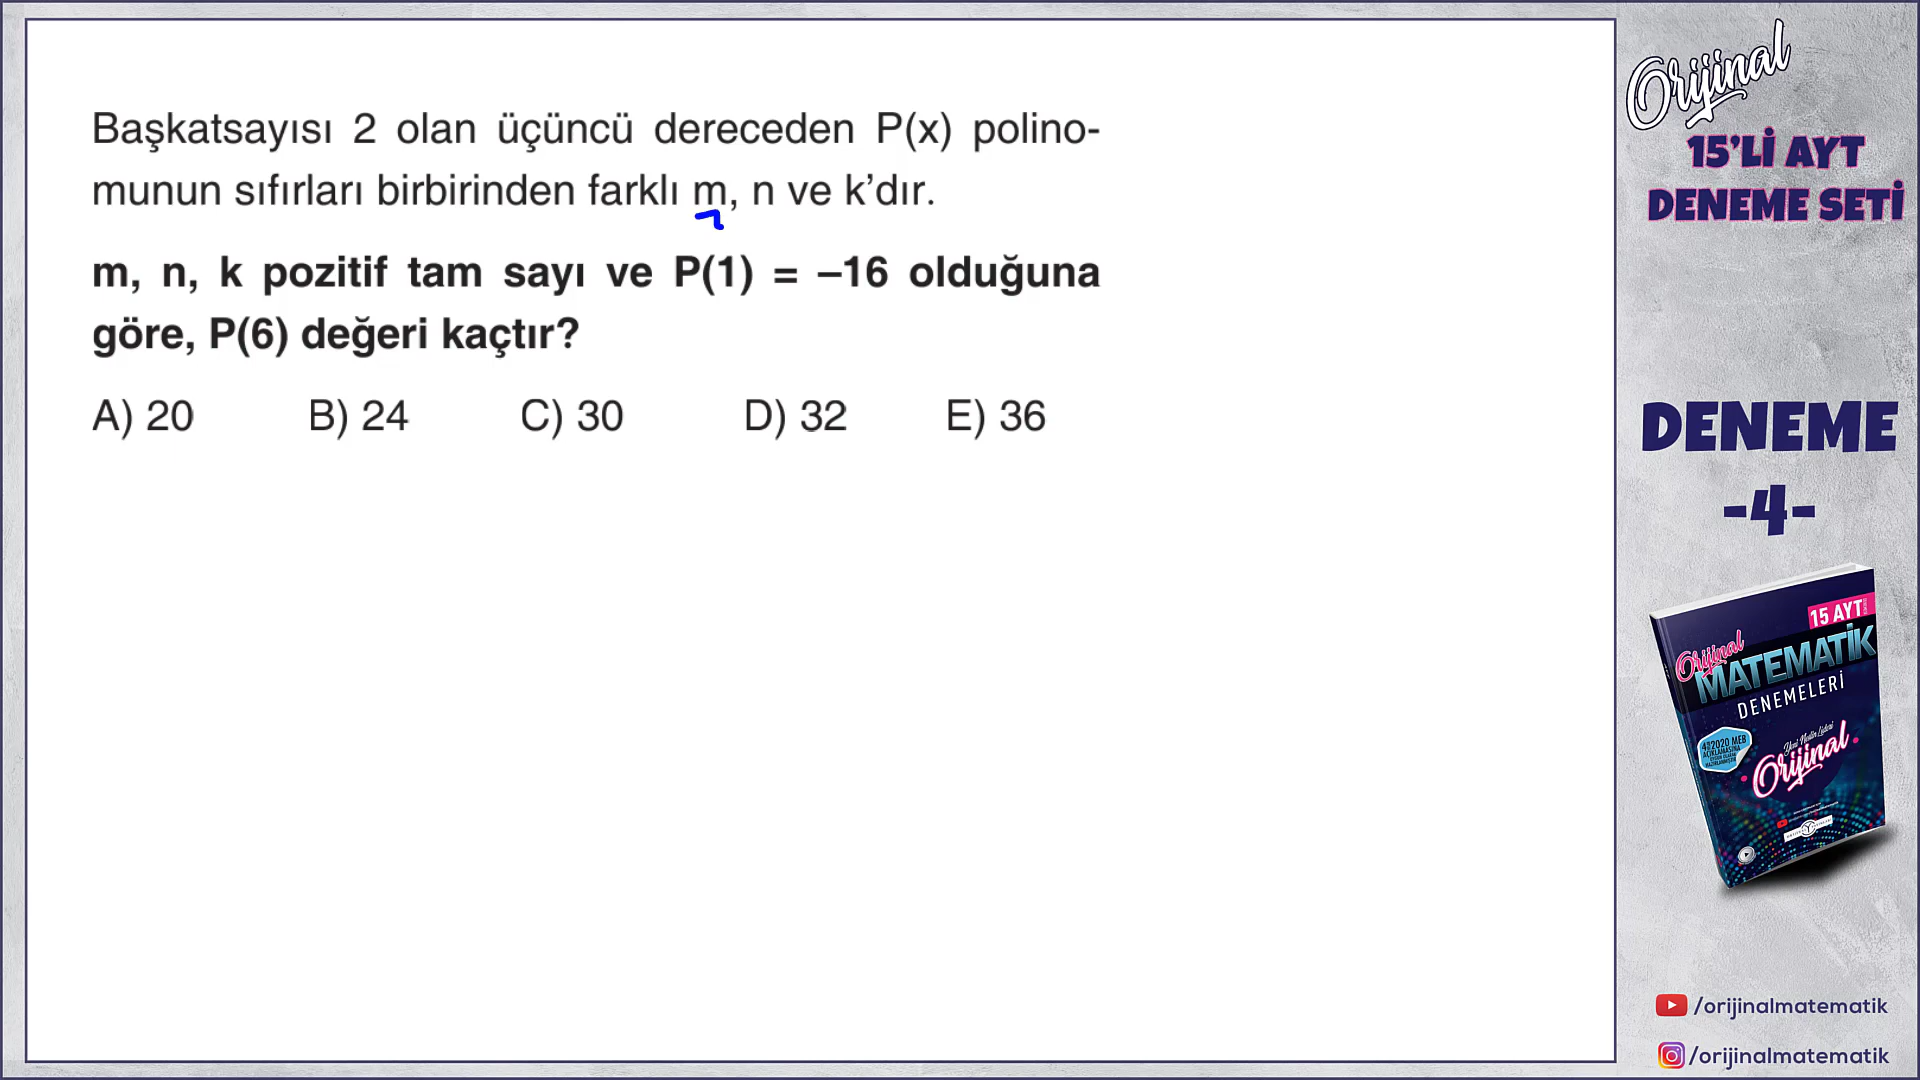 Başkatsayısı 2 olan üçüncü dereceden P(x) polino-
munun sıfırları birbirinden farklı m, n ve k’dır.
m, n, k pozitif tam sayı ve P(1) = –16 olduğuna
göre, P(6) değeri kaçtır?
A) 20 B) 24 C) 30 D) 32 E) 36
Orijinal
15’Lİ AYT
DENEME SETİ
DENEME
-4-
15 AYT
Orijinal
MATEMATİK
DENEMELERİ
Orijinal
/orijinalmatematik
/orijinalmatematik